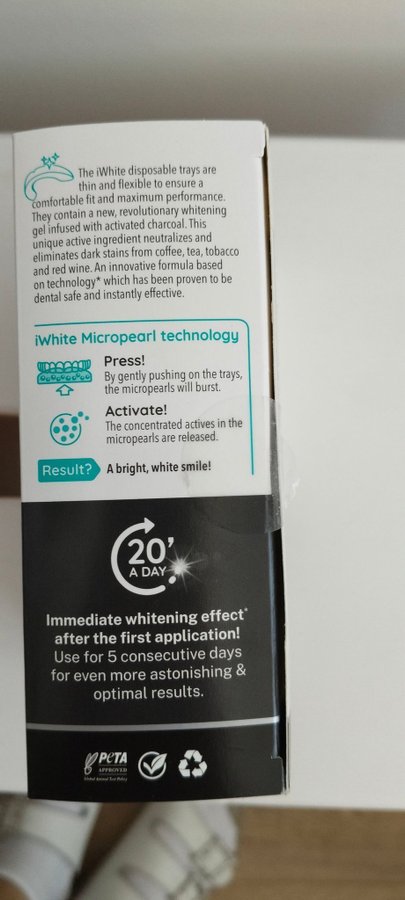 The iWhite disposable trays are
thin and flexible to ensure a
comfortable fit and maximum performance.
They contain a new, revolutionary whitening
gel infused with activated charcoal. This
unique active ingredient neutralizes and
eliminates dark stains from coffee, tea, tobacco
and red wine. An innovative formula based
on technology* which has been proven to be
dental safe and instantly effective.
iWhite Micropearl technology
Press!
By gently pushing on the trays,
the micropearls will burst.
Activate!
The concentrated actives in the
micropearls are released.
Result? A bright, white smile!
20'
A DAY
Immediate whitening effect*
after the first application!
Use for 5 consecutive days
for even more astonishing &
optimal results.
PeTA
APPROVED
Global Animal Test Policy